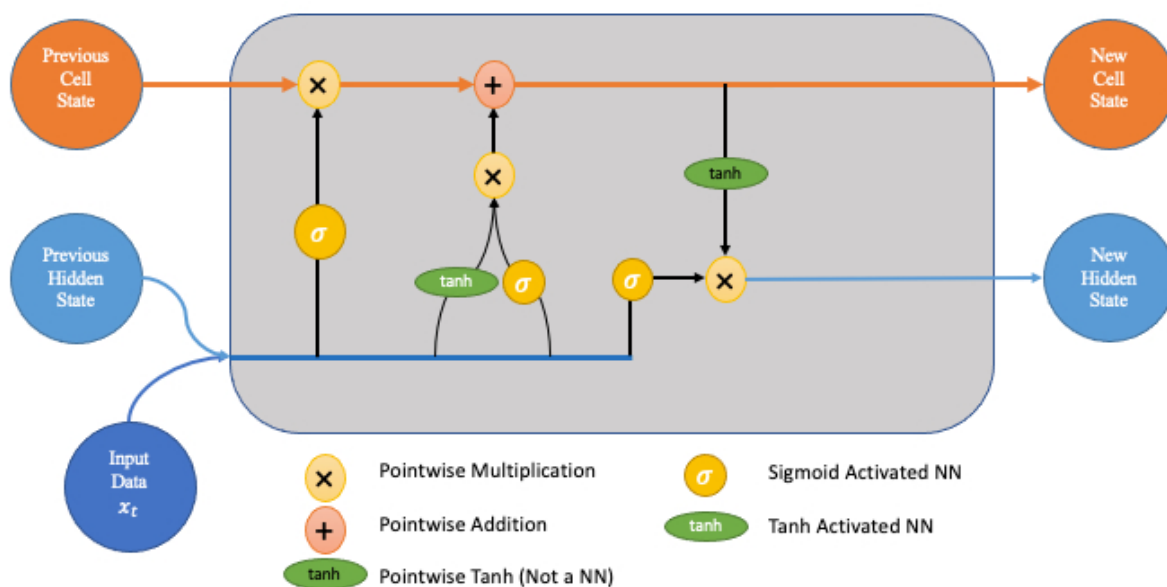 Previous
Cell
State
New
Cell
State
×
+
×
tanh
σ
Previous
Hidden
State
tanh
σ
σ
×
New
Hidden
State
Input
Data
xₜ
× Pointwise Multiplication
σ Sigmoid Activated NN
+ Pointwise Addition
tanh Tanh Activated NN
tanh Pointwise Tanh (Not a NN)